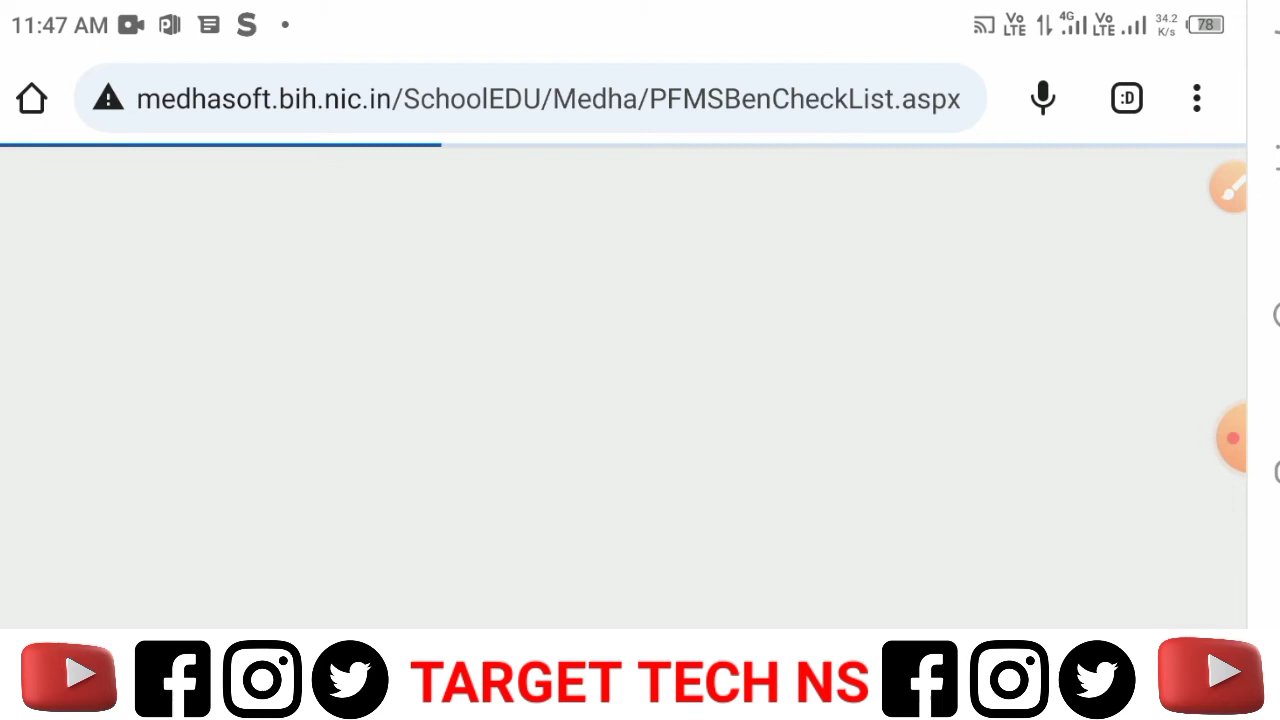 11:47 AM S
Vo LTE 4G Vo LTE 34.2 K/s 78
medhasoft.bih.nic.in/SchoolEDU/Medha/PFMSBenCheckList.aspx :D
TARGET TECH NS